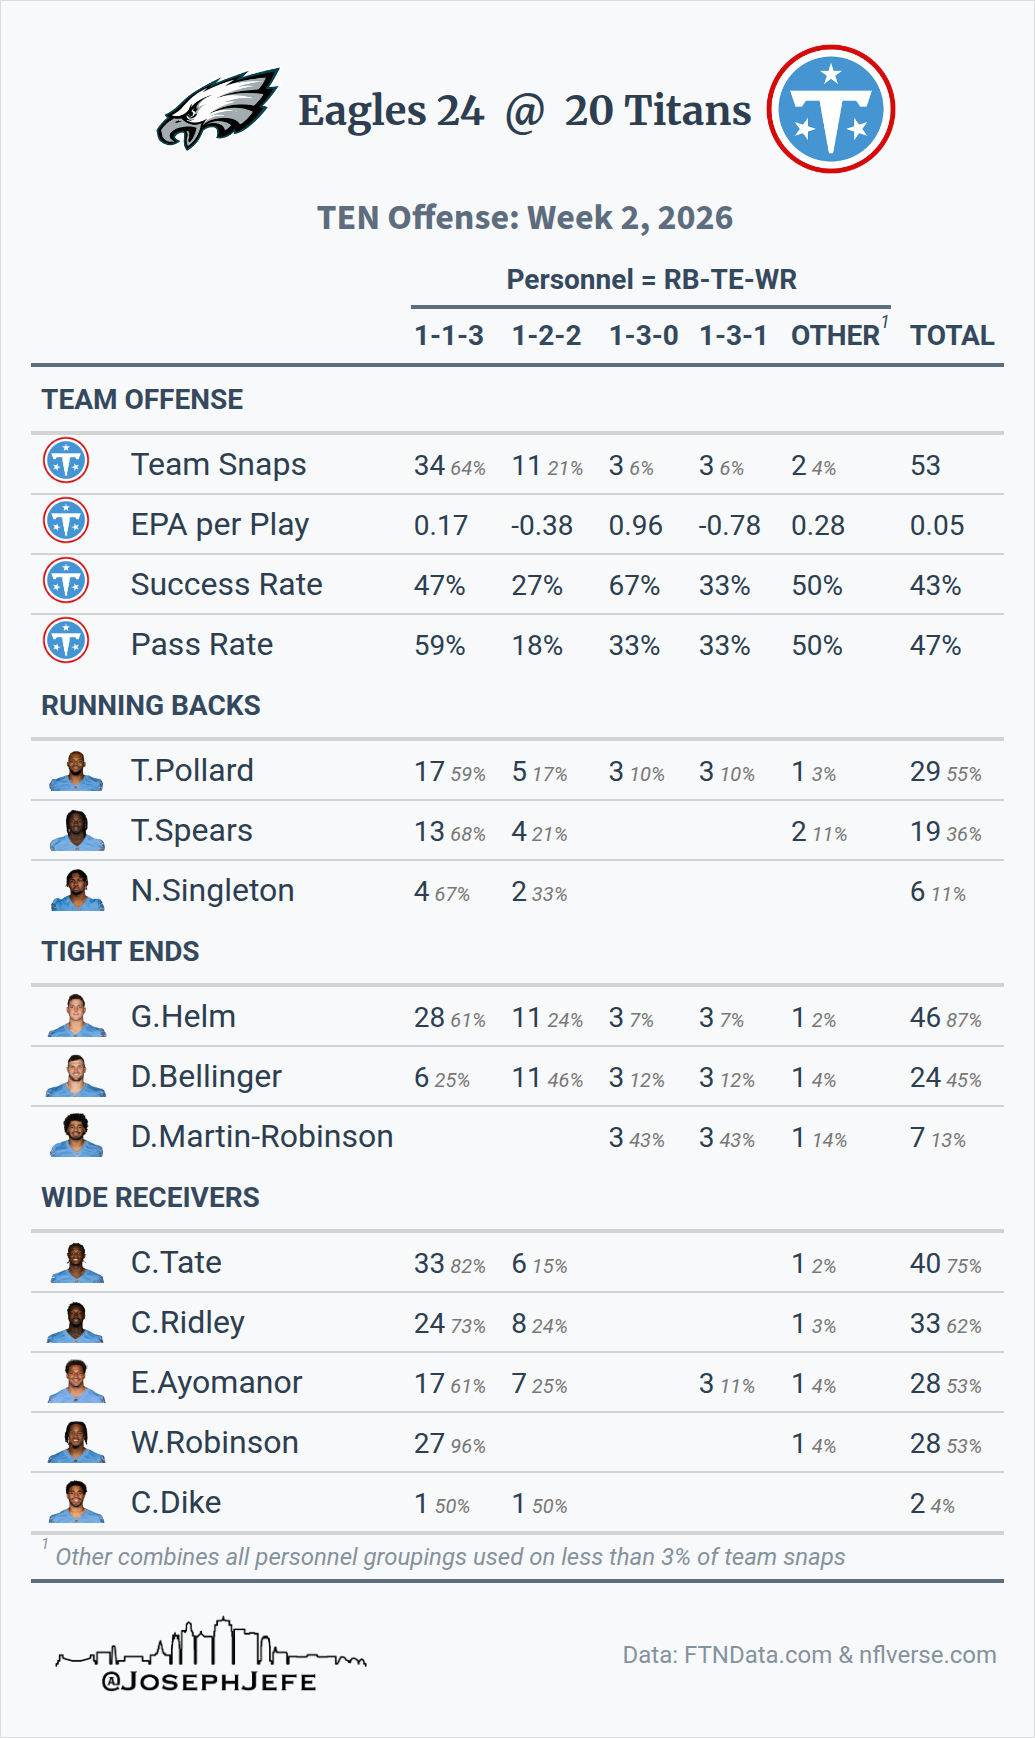 Eagles 24 @ 20 Titans
TEN Offense: Week 2, 2026
Personnel = RB-TE-WR
1-1-3 1-2-2 1-3-0 1-3-1 OTHER1 TOTAL
TEAM OFFENSE
Team Snaps 34 64% 11 21% 3 6% 3 6% 2 4% 53
EPA per Play 0.17 -0.38 0.96 -0.78 0.28 0.05
Success Rate 47% 27% 67% 33% 50% 43%
Pass Rate 59% 18% 33% 33% 50% 47%
RUNNING BACKS
T.Pollard 17 59% 5 17% 3 10% 3 10% 1 3% 29 55%
T.Spears 13 68% 4 21% 2 11% 19 36%
N.Singleton 4 67% 2 33% 6 11%
TIGHT ENDS
G.Helm 28 61% 11 24% 3 7% 3 7% 1 2% 46 87%
D.Bellinger 6 25% 11 46% 3 12% 3 12% 1 4% 24 45%
D.Martin-Robinson 3 43% 3 43% 1 14% 7 13%
WIDE RECEIVERS
C.Tate 33 82% 6 15% 1 2% 40 75%
C.Ridley 24 73% 8 24% 1 3% 33 62%
E.Ayomanor 17 61% 7 25% 3 11% 1 4% 28 53%
W.Robinson 27 96% 1 4% 28 53%
C.Dike 1 50% 1 50% 2 4%
1 Other combines all personnel groupings used on less than 3% of team snaps
@JosephJefe
Data: FTNData.com & nflverse.com